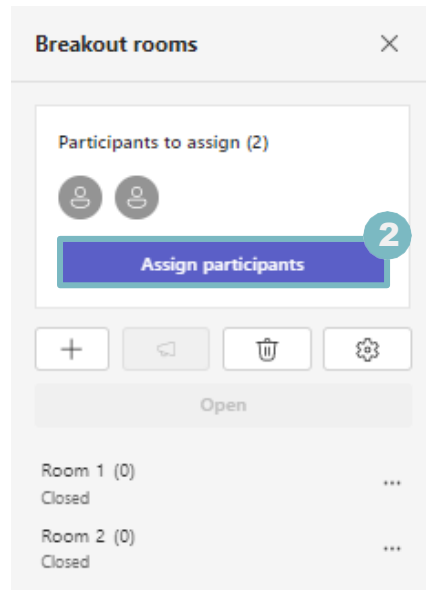 Breakout rooms
Participants to assign (2)
2
Assign participants
Open
Room 1 (0)
Closed
Room 2 (0)
Closed